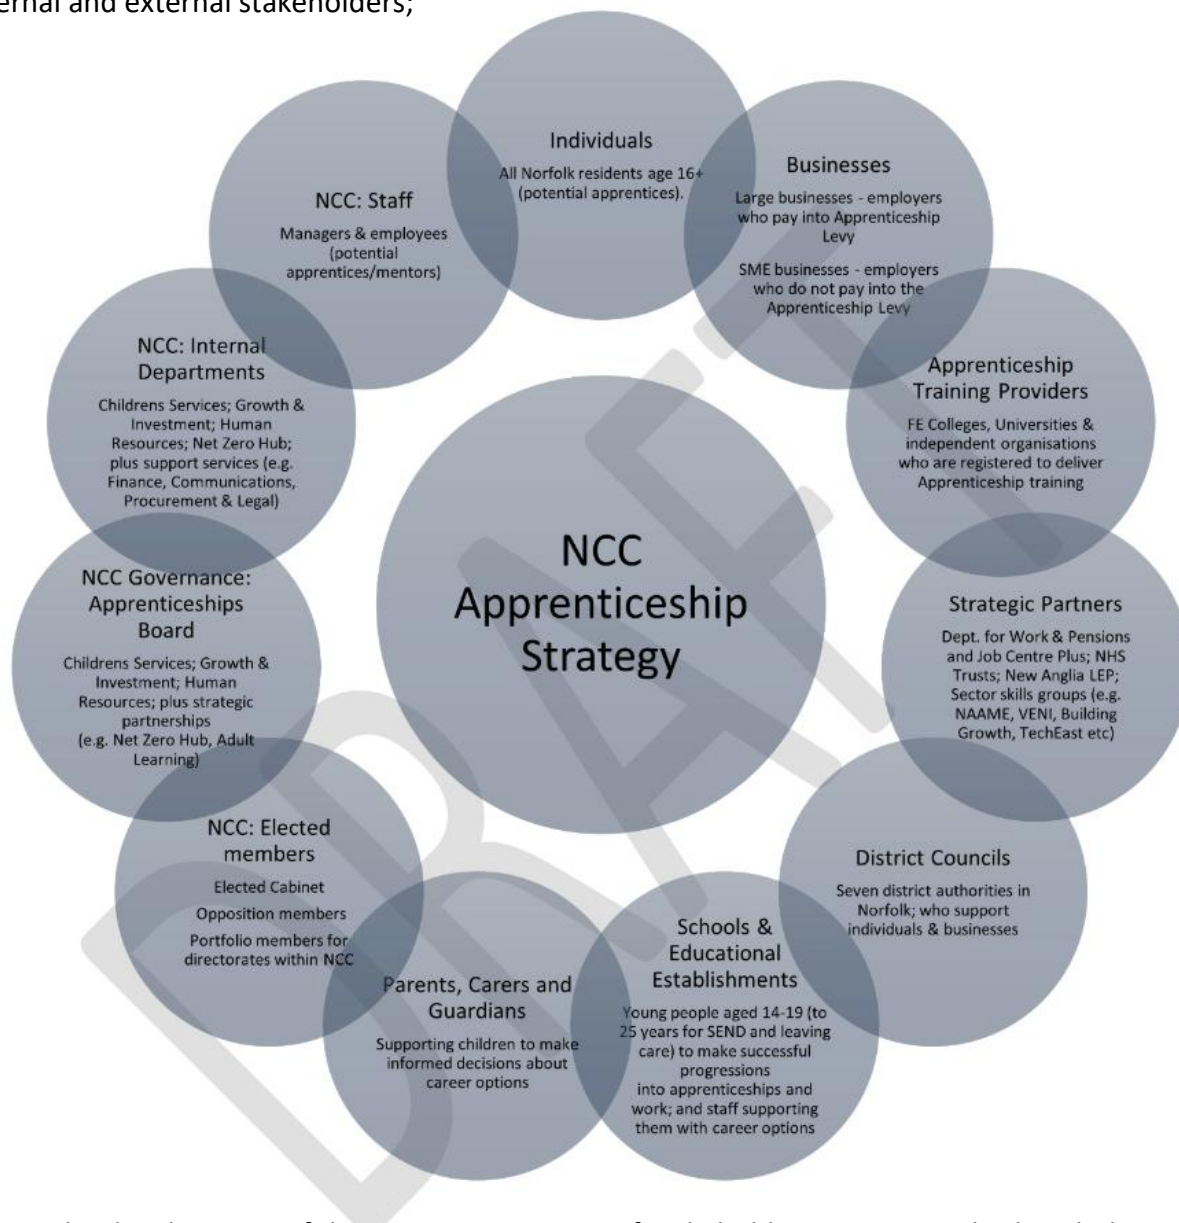 ernal and external stakeholders;
Individuals
All Norfolk residents age 16+
(potential apprentices).
Businesses
Large businesses - employers
who pay into Apprenticeship
Levy
SME businesses - employers
who do not pay into the
Apprenticeship Levy
Apprenticeship
Training Providers
FE Colleges, Universities &
independent organisations
who are registered to deliver
Apprenticeship training
Strategic Partners
Dept. for Work & Pensions
and Job Centre Plus; NHS
Trusts; New Anglia LEP;
Sector skills groups (e.g.
NAAME, VENI, Building
Growth, TechEast etc)
District Councils
Seven district authorities in
Norfolk; who support
individuals & businesses
Schools &
Educational
Establishments
Young people aged 14-19 (to
25 years for SEND and leaving
care) to make successful
progressions
into apprenticeships and
work; and staff supporting
them with career options
Parents, Carers and
Guardians
Supporting children to make
informed decisions about
career options
NCC: Elected
members
Elected Cabinet
Opposition members
Portfolio members for
directorates within NCC
NCC Governance:
Apprenticeships
Board
Childrens Services; Growth &
Investment; Human
Resources; plus strategic
partnerships
(e.g. Net Zero Hub, Adult
Learning)
NCC: Internal
Departments
Childrens Services; Growth &
Investment; Human
Resources; Net Zero Hub;
plus support services (e.g.
Finance, Communications,
Procurement & Legal)
NCC: Staff
Managers & employees
(potential
apprentices/mentors)
NCC
Apprenticeship
Strategy
DRAFT